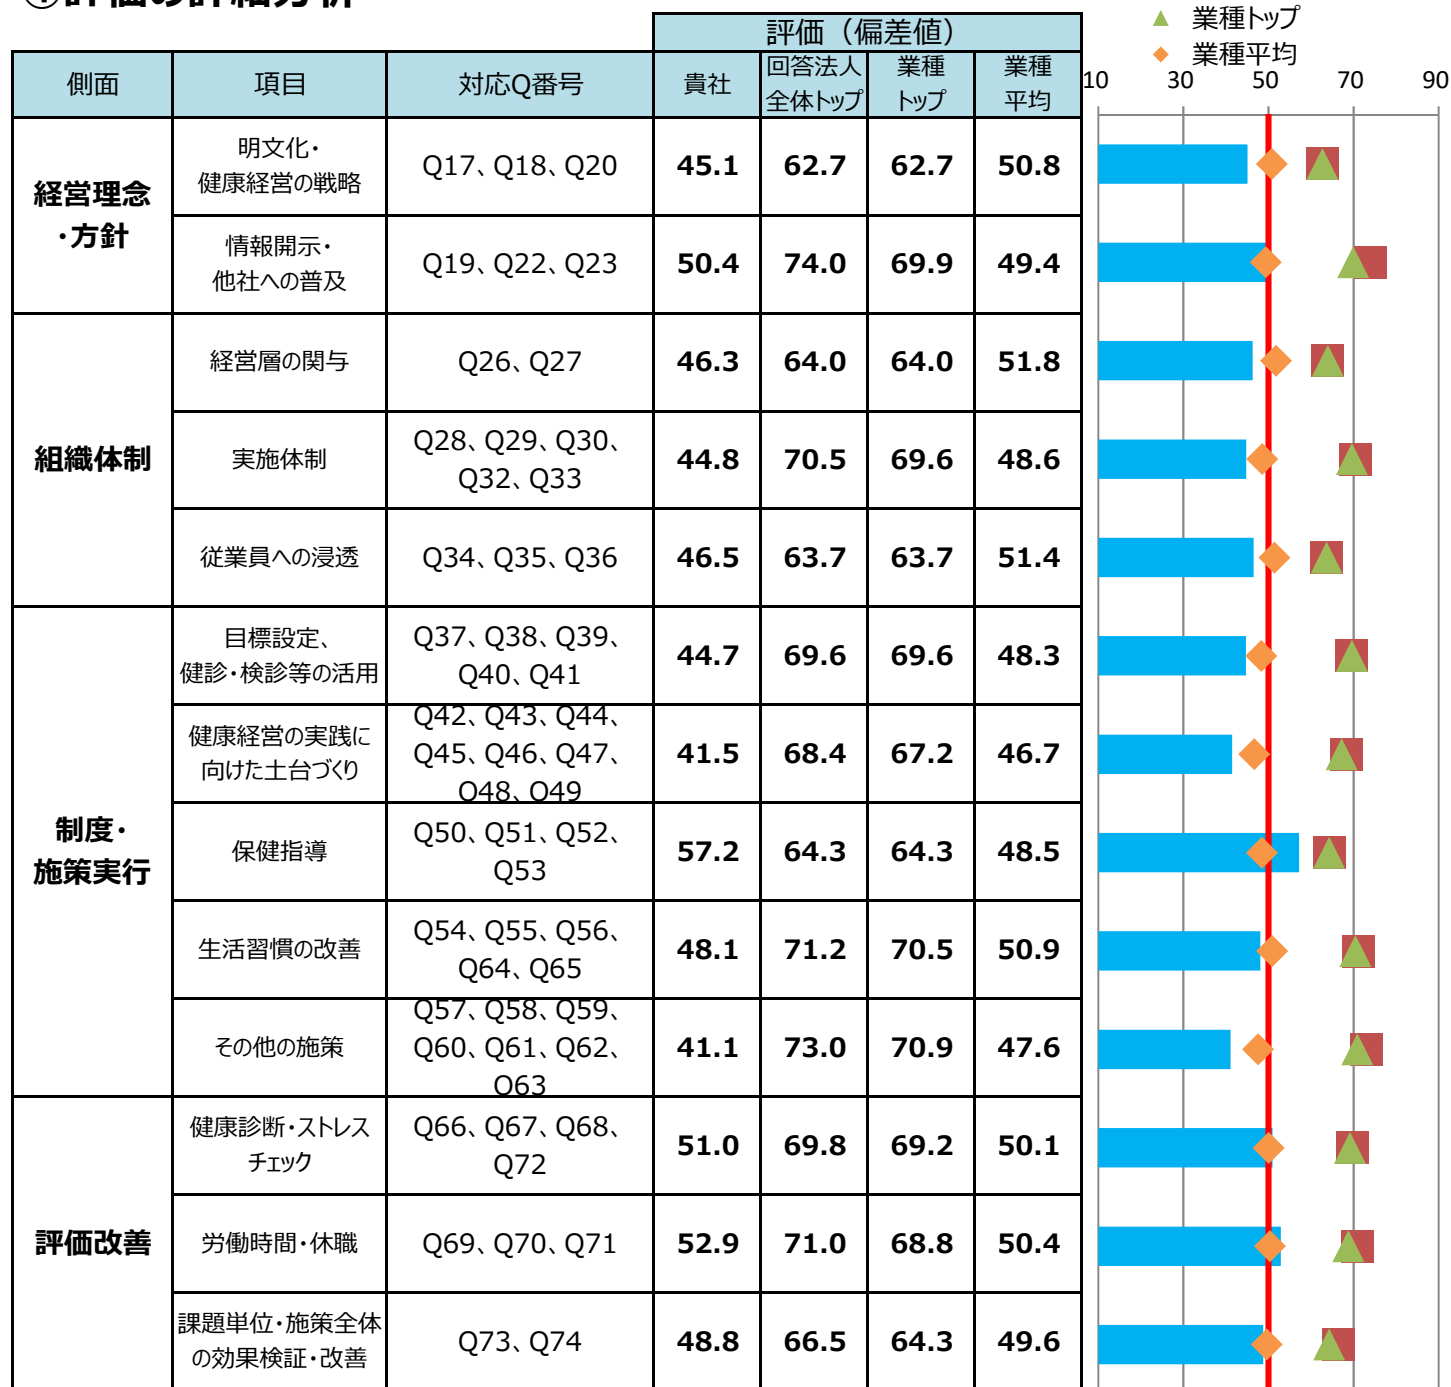 ①評価の詳細分析
▲ 業種トップ
◆ 業種平均
評価（偏差値）
側面 項目 対応Q番号 貴社 回答法人全体トップ 業種トップ 業種平均
10 30 50 70 90
経営理念・方針
明文化・健康経営の戦略 Q17、Q18、Q20 45.1 62.7 62.7 50.8
情報開示・他社への普及 Q19、Q22、Q23 50.4 74.0 69.9 49.4
組織体制
経営層の関与 Q26、Q27 46.3 64.0 64.0 51.8
実施体制 Q28、Q29、Q30、Q32、Q33 44.8 70.5 69.6 48.6
従業員への浸透 Q34、Q35、Q36 46.5 63.7 63.7 51.4
制度・施策実行
目標設定、健診・検診等の活用 Q37、Q38、Q39、Q40、Q41 44.7 69.6 69.6 48.3
健康経営の実践に向けた土台づくり Q42、Q43、Q44、Q45、Q46、Q47、Q48、Q49 41.5 68.4 67.2 46.7
保健指導 Q50、Q51、Q52、Q53 57.2 64.3 64.3 48.5
生活習慣の改善 Q54、Q55、Q56、Q64、Q65 48.1 71.2 70.5 50.9
その他の施策 Q57、Q58、Q59、Q60、Q61、Q62、Q63 41.1 73.0 70.9 47.6
評価改善
健康診断・ストレスチェック Q66、Q67、Q68、Q72 51.0 69.8 69.2 50.1
労働時間・休職 Q69、Q70、Q71 52.9 71.0 68.8 50.4
課題単位・施策全体の効果検証・改善 Q73、Q74 48.8 66.5 64.3 49.6